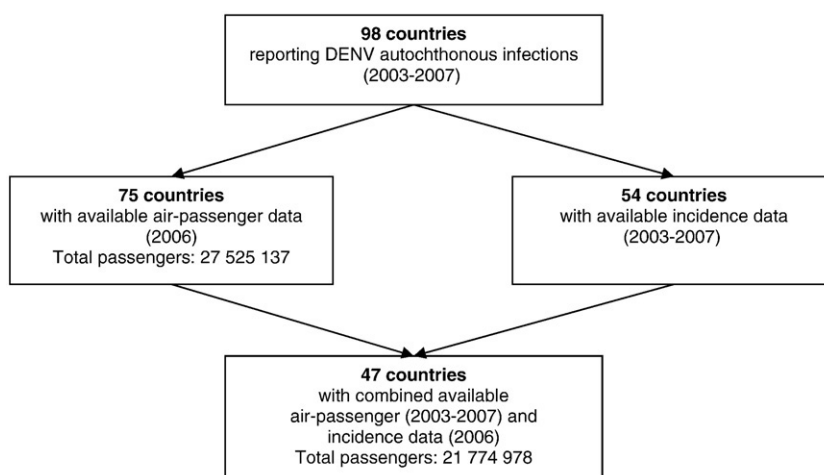 98 countries
reporting DENV autochthonous infections
(2003-2007)
75 countries
with available air-passenger data
(2006)
Total passengers: 27 525 137
54 countries
with available incidence data
(2003-2007)
47 countries
with combined available
air-passenger (2003-2007) and
incidence data (2006)
Total passengers: 21 774 978